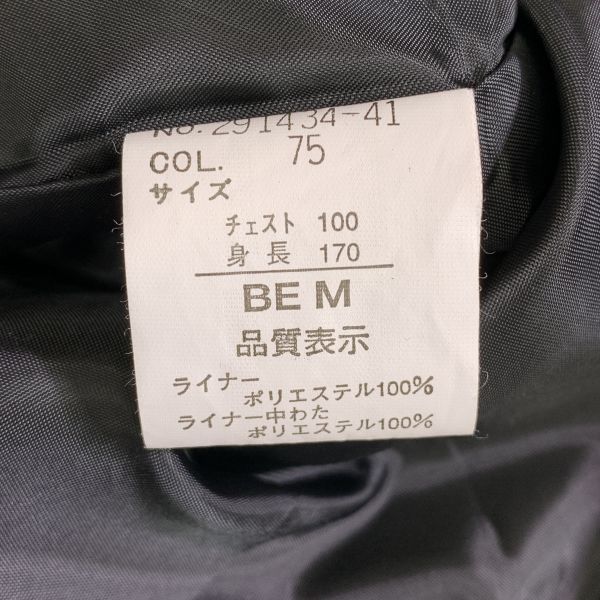 No.291434-41
COL. 75
サイズ
チェスト 100
身長 170
BE M
品質表示
ライナー
ポリエステル100%
ライナー中わた
ポリエステル100%